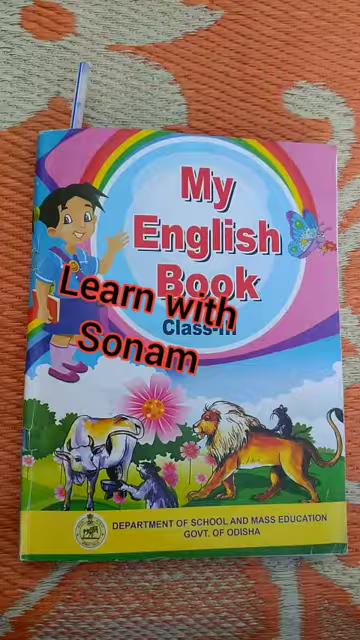 My
English
Book
Learn with
Sonam
DEPARTMENT OF SCHOOL AND MASS EDUCATION
GOVT. OF ODISHA